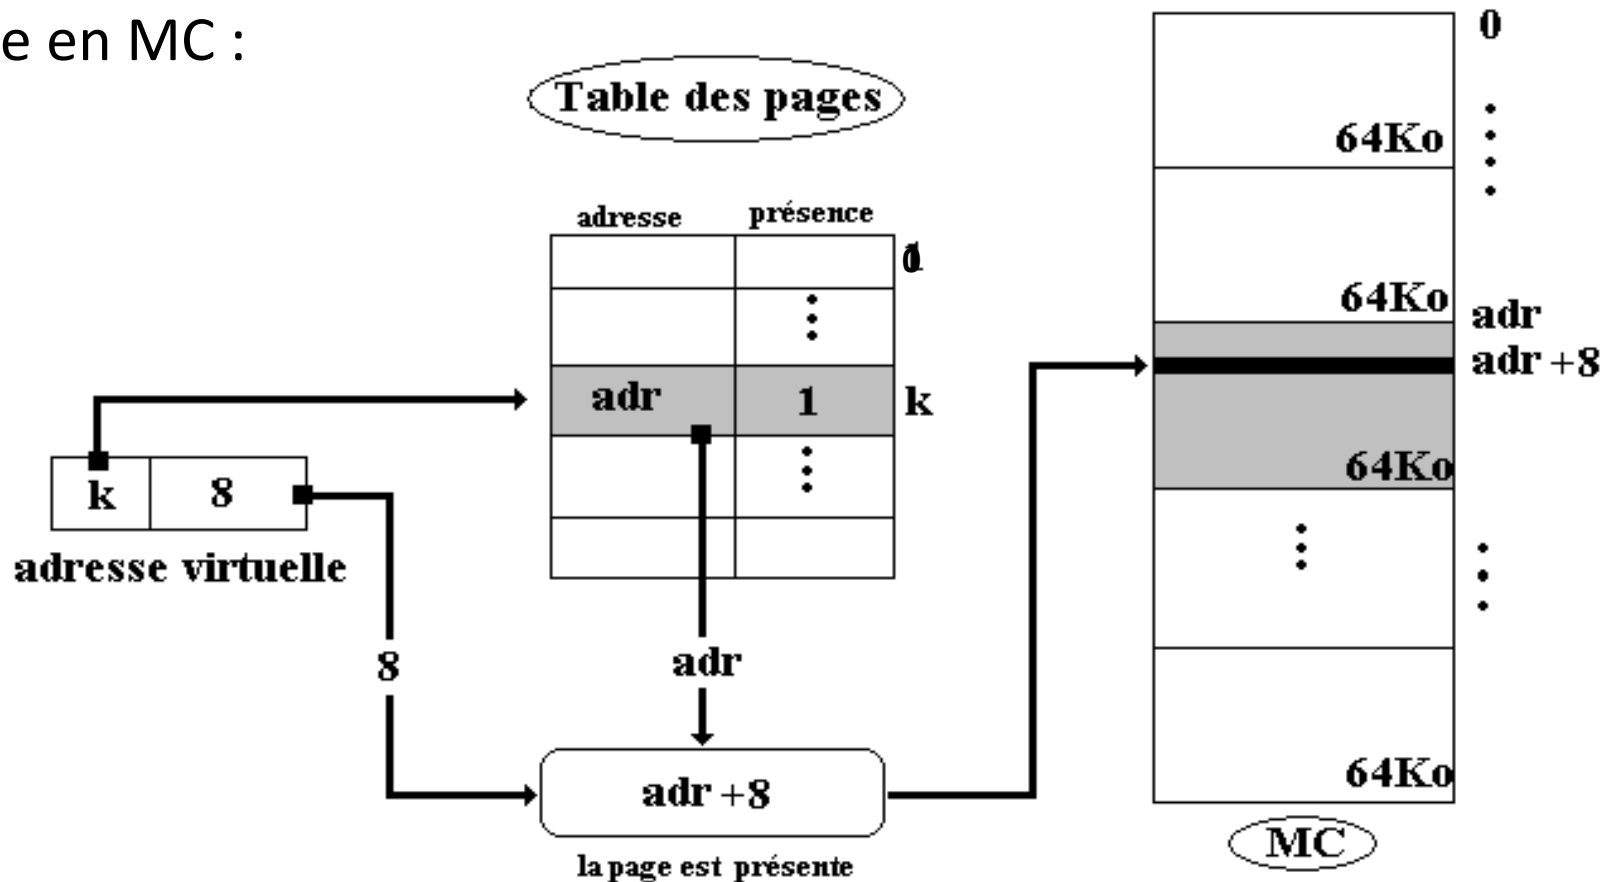 e en MC :
Table des pages
adresse présence
adr 1 k
k 8
adresse virtuelle
8
adr
adr +8
la page est présente
0
64Ko
64Ko
adr
adr +8
64Ko
64Ko
MC